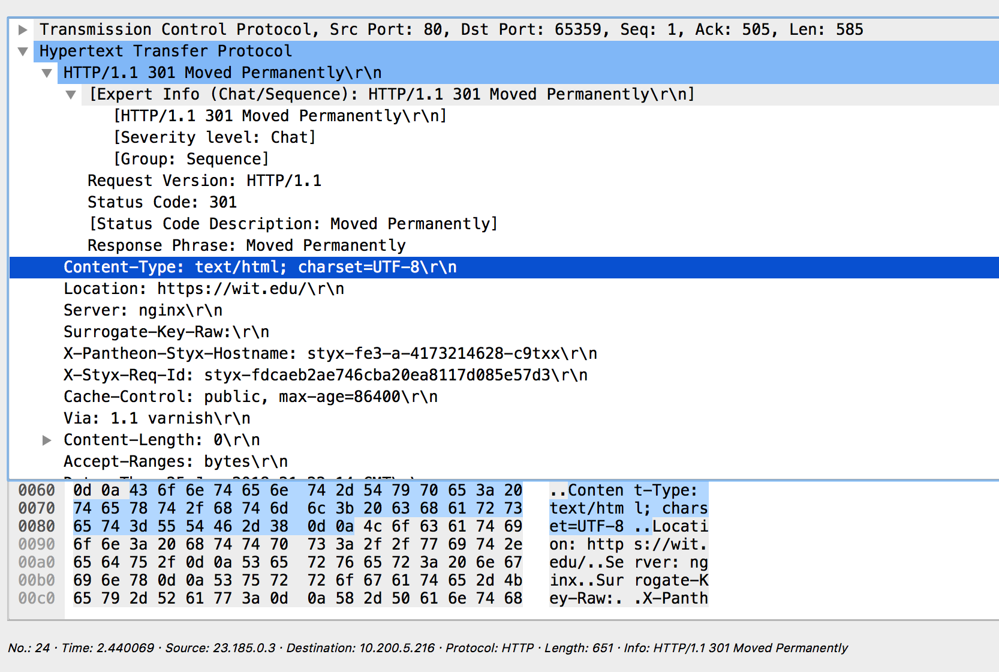 Transmission Control Protocol, Src Port: 80, Dst Port: 65359, Seq: 1, Ack: 505, Len: 585
Hypertext Transfer Protocol
HTTP/1.1 301 Moved Permanently\r\n
[Expert Info (Chat/Sequence): HTTP/1.1 301 Moved Permanently\r\n]
[HTTP/1.1 301 Moved Permanently\r\n]
[Severity level: Chat]
[Group: Sequence]
Request Version: HTTP/1.1
Status Code: 301
[Status Code Description: Moved Permanently]
Response Phrase: Moved Permanently
Content-Type: text/html; charset=UTF-8\r\n
Location: https://wit.edu/\r\n
Server: nginx\r\n
Surrogate-Key-Raw:\r\n
X-Pantheon-Styx-Hostname: styx-fe3-a-4173214628-c9txx\r\n
X-Styx-Req-Id: styx-fdcaeb2ae746cba20ea8117d085e57d3\r\n
Cache-Control: public, max-age=86400\r\n
Via: 1.1 varnish\r\n
Content-Length: 0\r\n
Accept-Ranges: bytes\r\n
0060 0d 0a 43 6f 6e 74 65 6e 74 2d 54 79 70 65 3a 20 ..Conten t-Type:
0070 74 65 78 74 2f 68 74 6d 6c 3b 20 63 68 61 72 73 text/htm l; chars
0080 65 74 3d 55 54 46 2d 38 0d 0a 4c 6f 63 61 74 69 et=UTF-8 ..Locati
0090 6f 6e 3a 20 68 74 74 70 73 3a 2f 2f 77 69 74 2e on: http s://wit.
00a0 65 64 75 2f 0d 0a 53 65 72 76 65 72 3a 20 6e 67 edu/..Se rver: ng
00b0 69 6e 78 0d 0a 53 75 72 72 6f 67 61 74 65 2d 4b inx..Sur rogate-K
00c0 65 79 2d 52 61 77 3a 0d 0a 58 2d 50 61 6e 74 68 ey-Raw:. .X-Panth
No.: 24 · Time: 2.440069 · Source: 23.185.0.3 · Destination: 10.200.5.216 · Protocol: HTTP · Length: 651 · Info: HTTP/1.1 301 Moved Permanently